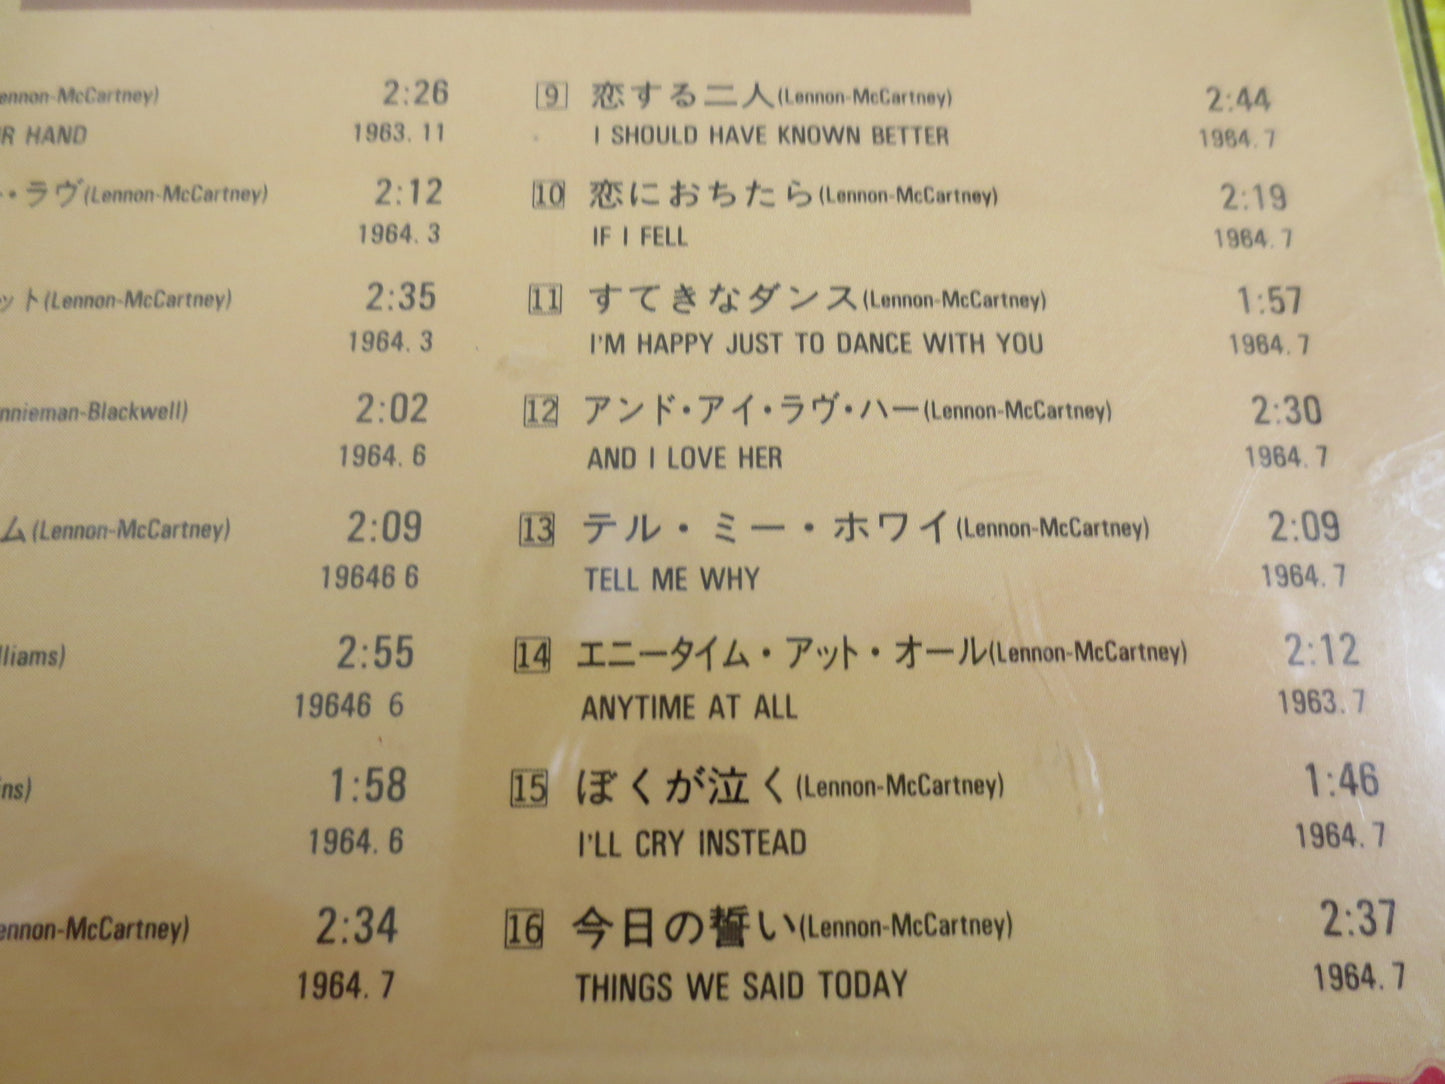 ennon-McCartney) 2:26
R HAND 1963. 11
・ラヴ(Lennon-McCartney) 2:12
1964. 3
ット(Lennon-McCartney) 2:35
1964. 3
nnieman-Blackwell) 2:02
1964. 6
ム(Lennon-McCartney) 2:09
19646 6
lliams) 2:55
19646 6
ins) 1:58
1964. 6
ennon-McCartney) 2:34
1964. 7
9 恋する二人(Lennon-McCartney) 2:44
I SHOULD HAVE KNOWN BETTER 1964. 7
10 恋におちたら(Lennon-McCartney) 2:19
IF I FELL 1964. 7
11 すてきなダンス(Lennon-McCartney) 1:57
I'M HAPPY JUST TO DANCE WITH YOU 1964. 7
12 アンド・アイ・ラヴ・ハー(Lennon-McCartney) 2:30
AND I LOVE HER 1964. 7
13 テル・ミー・ホワイ(Lennon-McCartney) 2:09
TELL ME WHY 1964. 7
14 エニータイム・アット・オール(Lennon-McCartney) 2:12
ANYTIME AT ALL 1963. 7
15 ぼくが泣く(Lennon-McCartney) 1:46
I'LL CRY INSTEAD 1964. 7
16 今日の誓い(Lennon-McCartney) 2:37
THINGS WE SAID TODAY 1964. 7